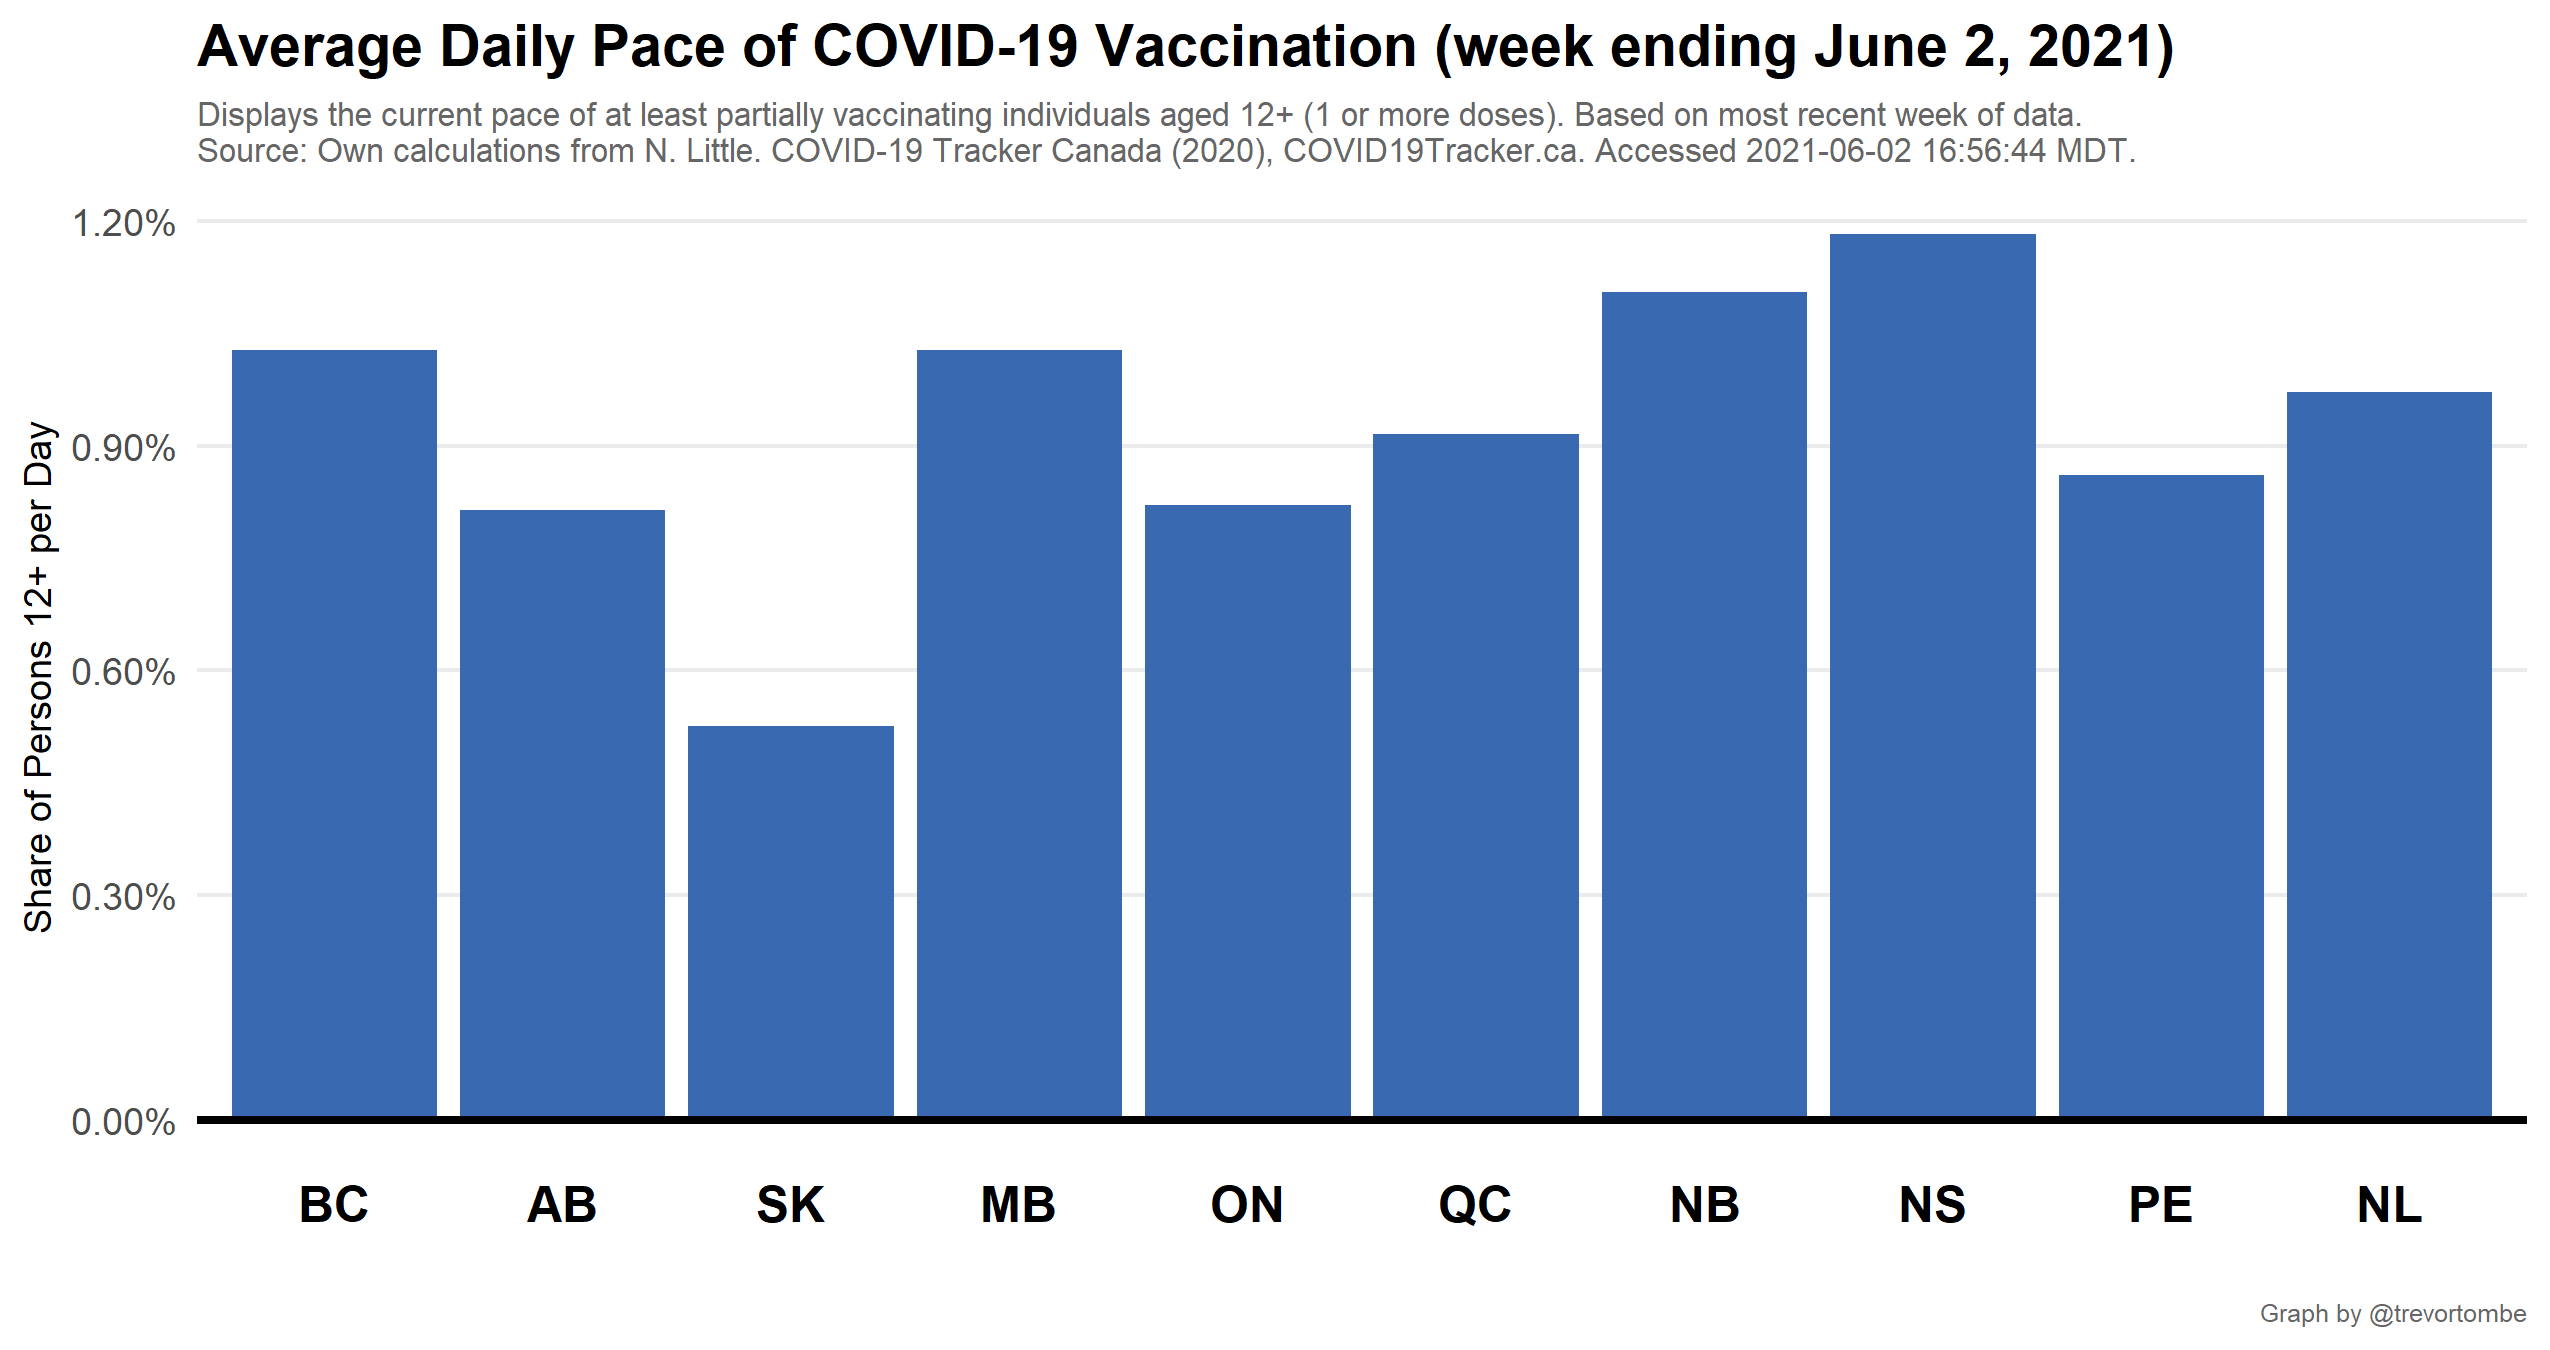 Average Daily Pace of COVID-19 Vaccination (week ending June 2, 2021)
Displays the current pace of at least partially vaccinating individuals aged 12+ (1 or more doses). Based on most recent week of data.
Source: Own calculations from N. Little. COVID-19 Tracker Canada (2020), COVID19Tracker.ca. Accessed 2021-06-02 16:56:44 MDT.
Share of Persons 12+ per Day
1.20%
0.90%
0.60%
0.30%
0.00%
BC AB SK MB ON QC NB NS PE NL
Graph by @trevortombe